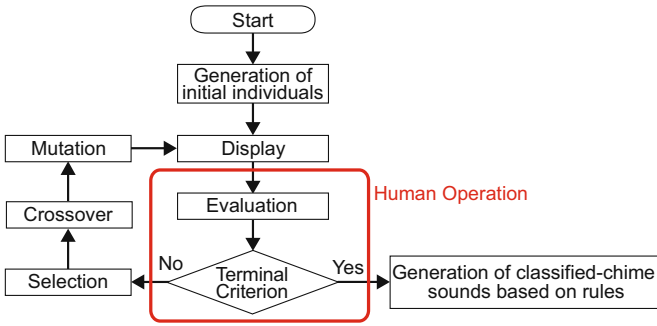 Start
Generation of
initial individuals
Mutation
Display
Human Operation
Crossover
Evaluation
Selection
No
Terminal
Criterion
Yes
Generation of classified-chime
sounds based on rules